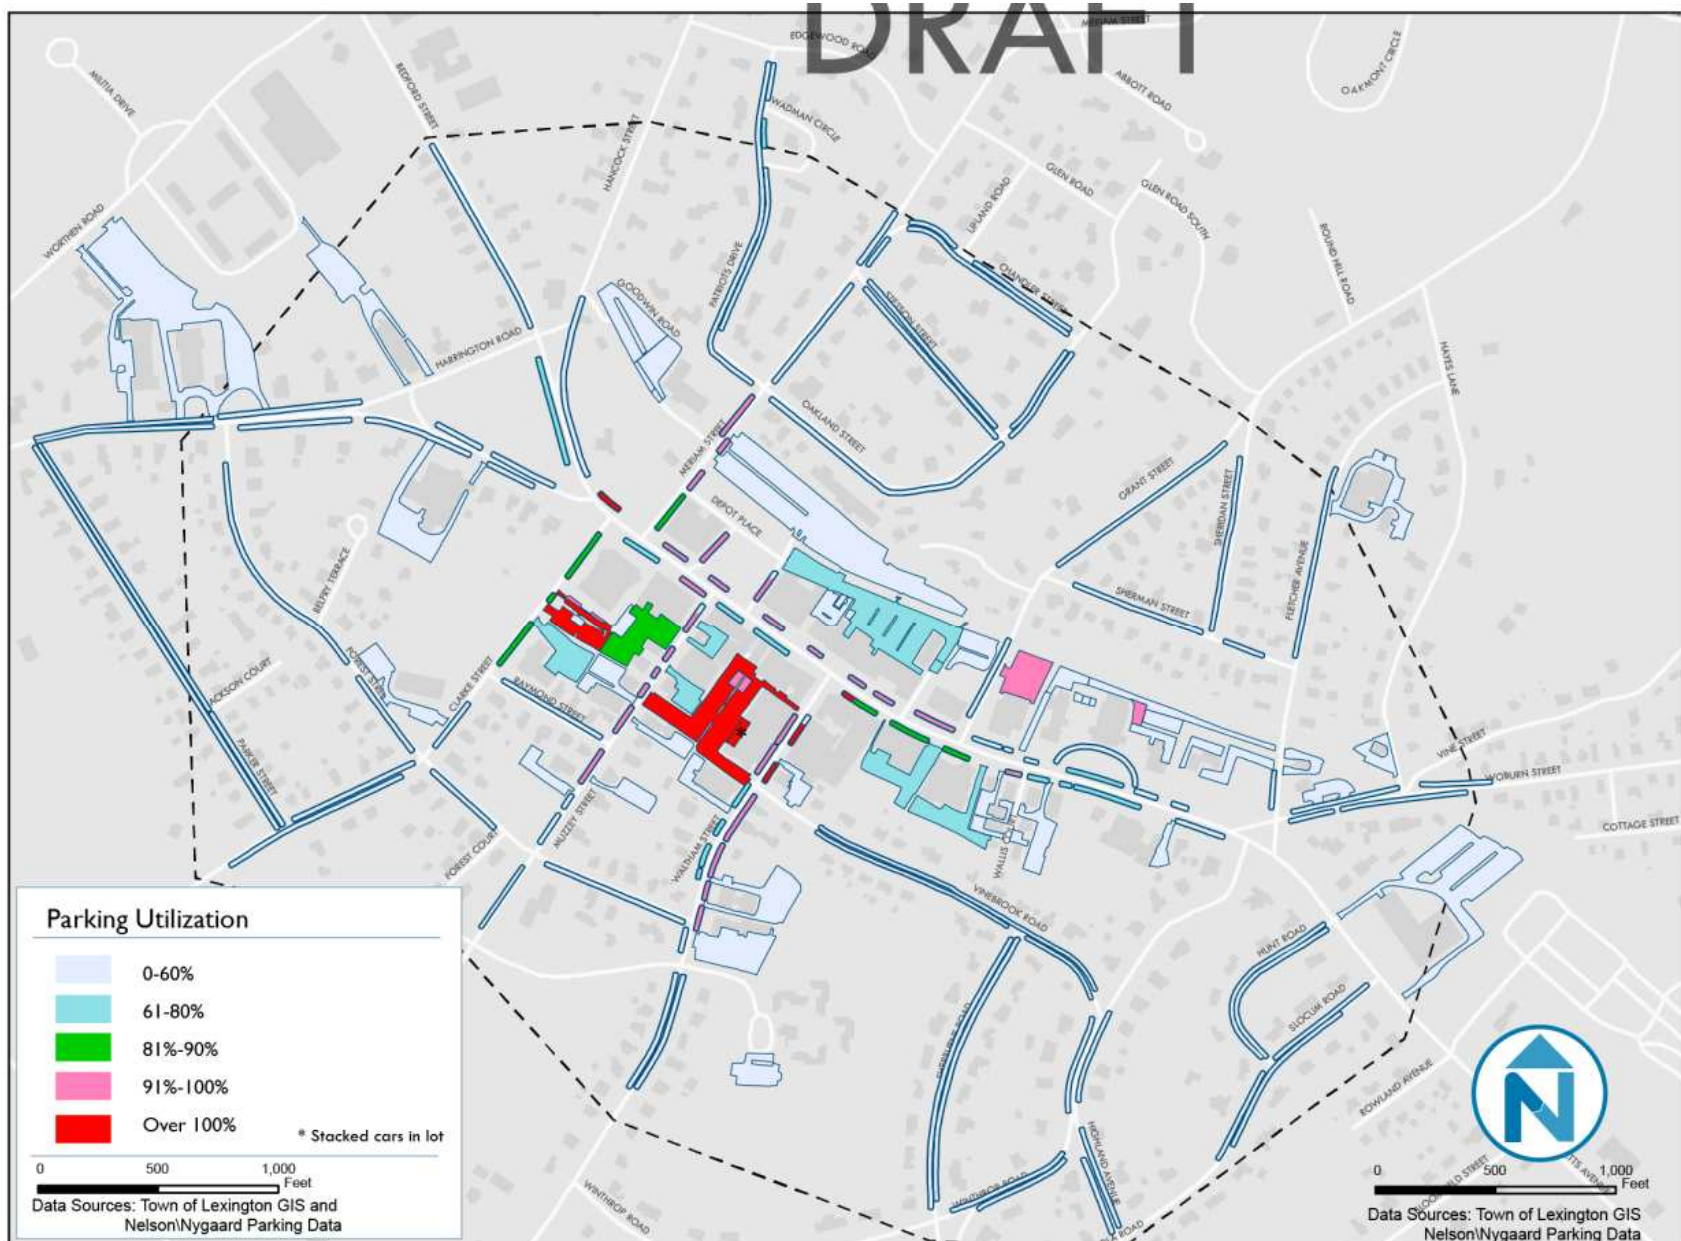 DRAFT
MERIAM STREET
EDGEWOOD ROAD
OAKMONT CIRCLE
MILITIA DRIVE
BEDFORD STREET
ABBOTT ROAD
WADMAN CIRCLE
HANCOCK STREET
GLEN ROAD
GLEN ROAD SOUTH
UPLAND ROAD
WORTHEN ROAD
ROUND HILL ROAD
PATRIOTS DRIVE
CHANDLER STREET
GOODWIN ROAD
STETSON STREET
HARRINGTON ROAD
HAYES LANE
OAKLAND STREET
MERIAM STREET
GRANT STREET
SHERIDAN STREET
DEPOT PLACE
FLETCHER AVENUE
BELFRY TERRACE
SHERMAN STREET
JACKSON COURT
FOREST STREET
CLARKE STREET
RAYMOND STREET
PARKER STREET
VINE STREET
WOBURN STREET
MUZZEY STREET
COTTAGE STREET
FOREST COURT
WALTHAM STREET
WALLIS COURT
VINEBROOK ROAD
HUNT ROAD
SLOCUM ROAD
ROWLAND AVENUE
HIGHLAND AVENUE
WINTHROP ROAD
WINTHROP ROAD
Parking Utilization
0-60%
61-80%
81%-90%
91%-100%
Over 100%
* Stacked cars in lot
0 500 1,000
Feet
Data Sources: Town of Lexington GIS and
Nelson\Nygaard Parking Data
*
N
0 500 1,000
Feet
Data Sources: Town of Lexington GIS
Nelson\Nygaard Parking Data